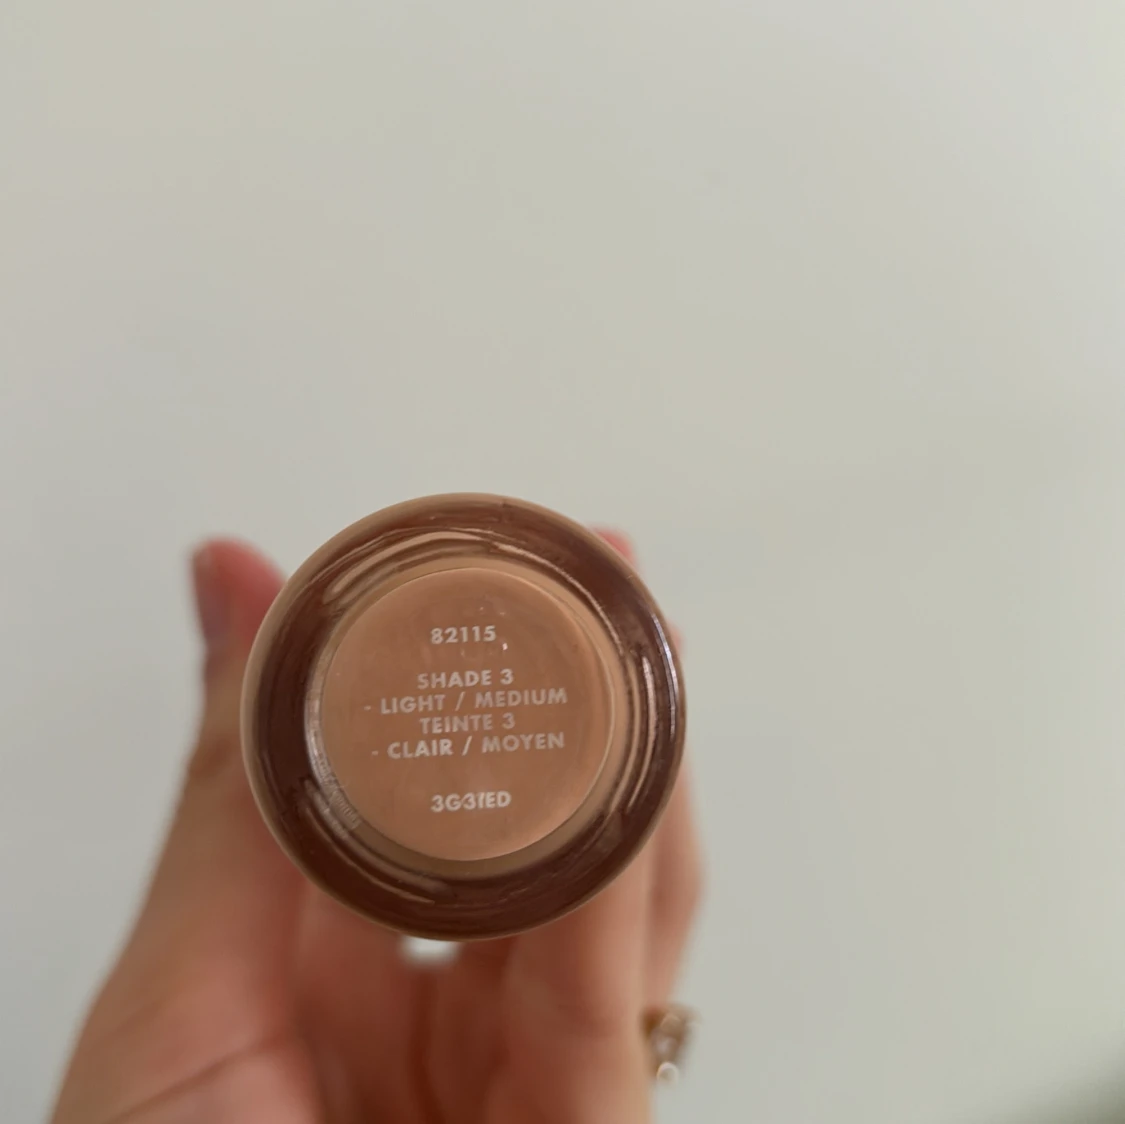 82115
SHADE 3
- LIGHT / MEDIUM
TEINTE 3
- CLAIR / MOYEN